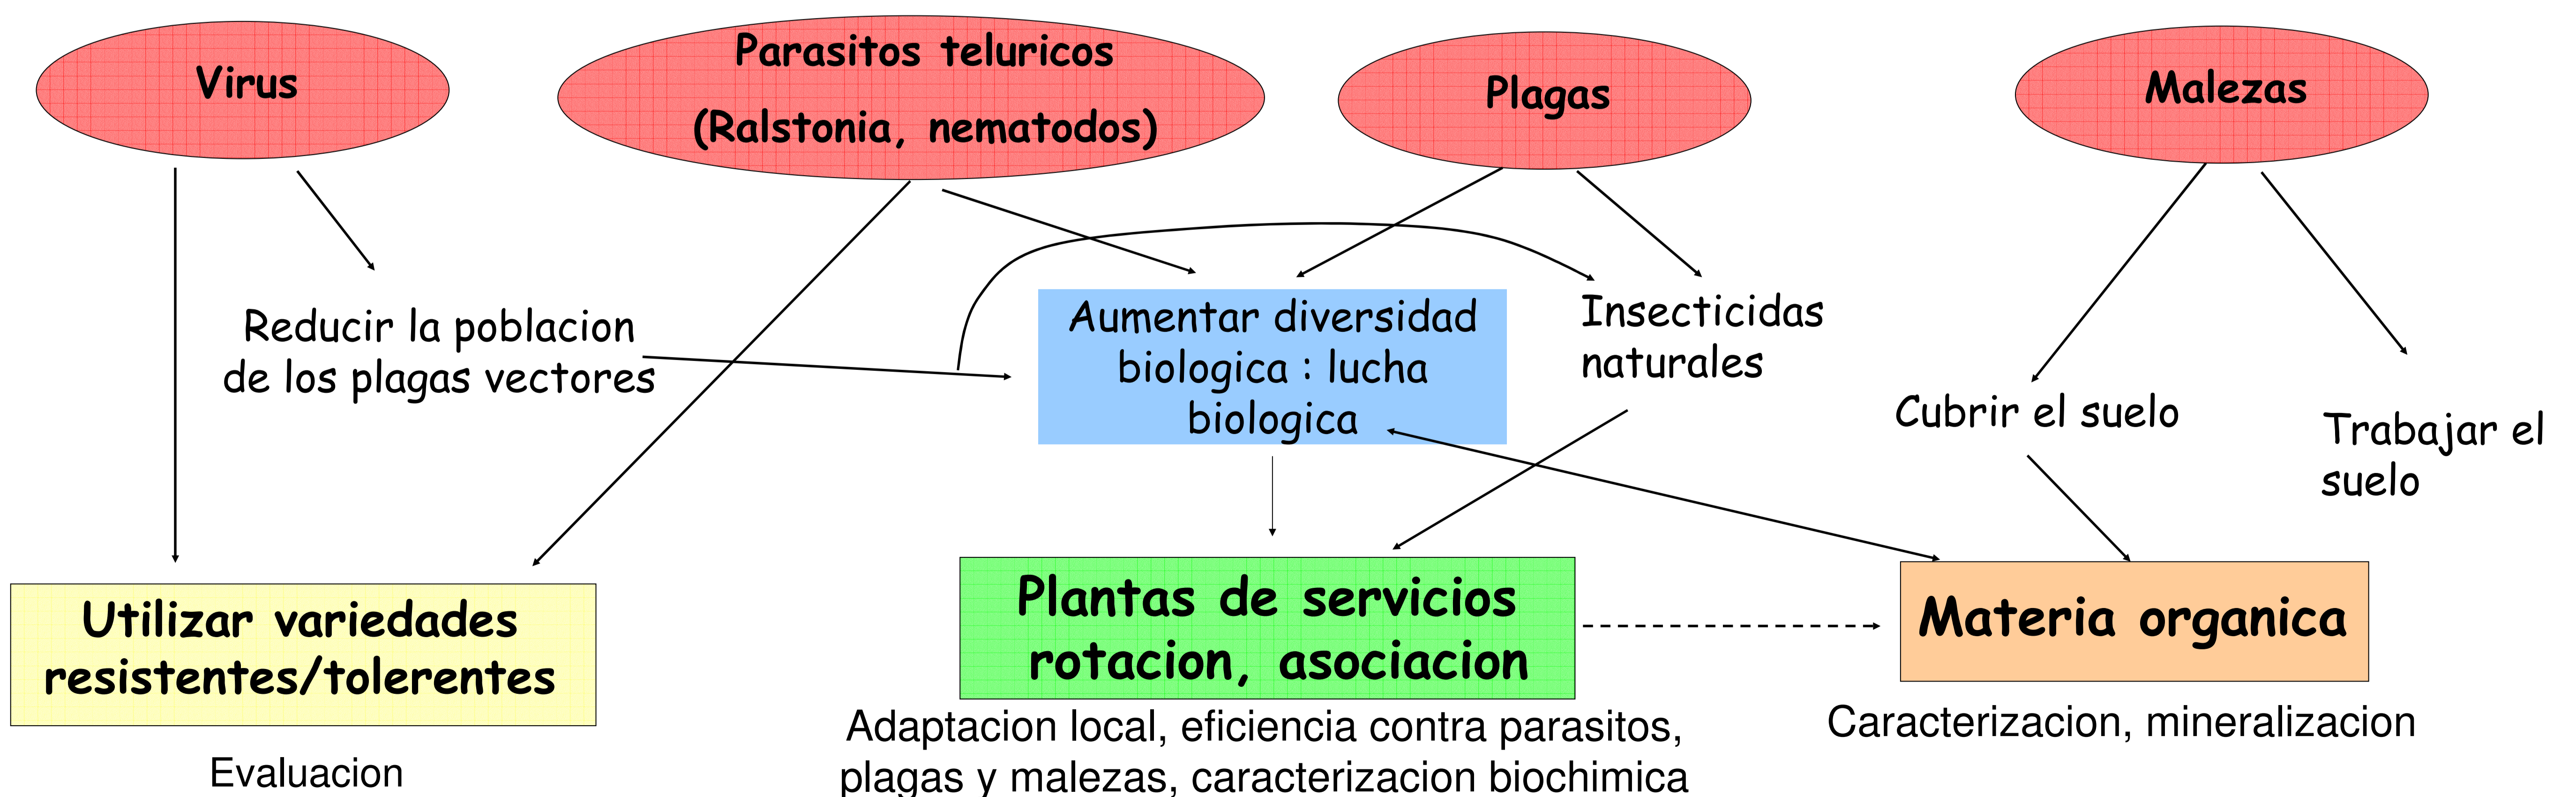 Virus
Parasitos teluricos
(Ralstonia, nematodos)
Plagas
Malezas
Reducir la poblacion
de los plagas vectores
Aumentar diversidad
biologica : lucha
biologica
Insecticidas
naturales
Cubrir el suelo
Trabajar el
suelo
Utilizar variedades
resistentes/tolerentes
Evaluacion
Plantas de servicios
rotacion, asociacion
Adaptacion local, eficiencia contra parasitos,
plagas y malezas, caracterizacion biochimica
Materia organica
Caracterizacion, mineralizacion